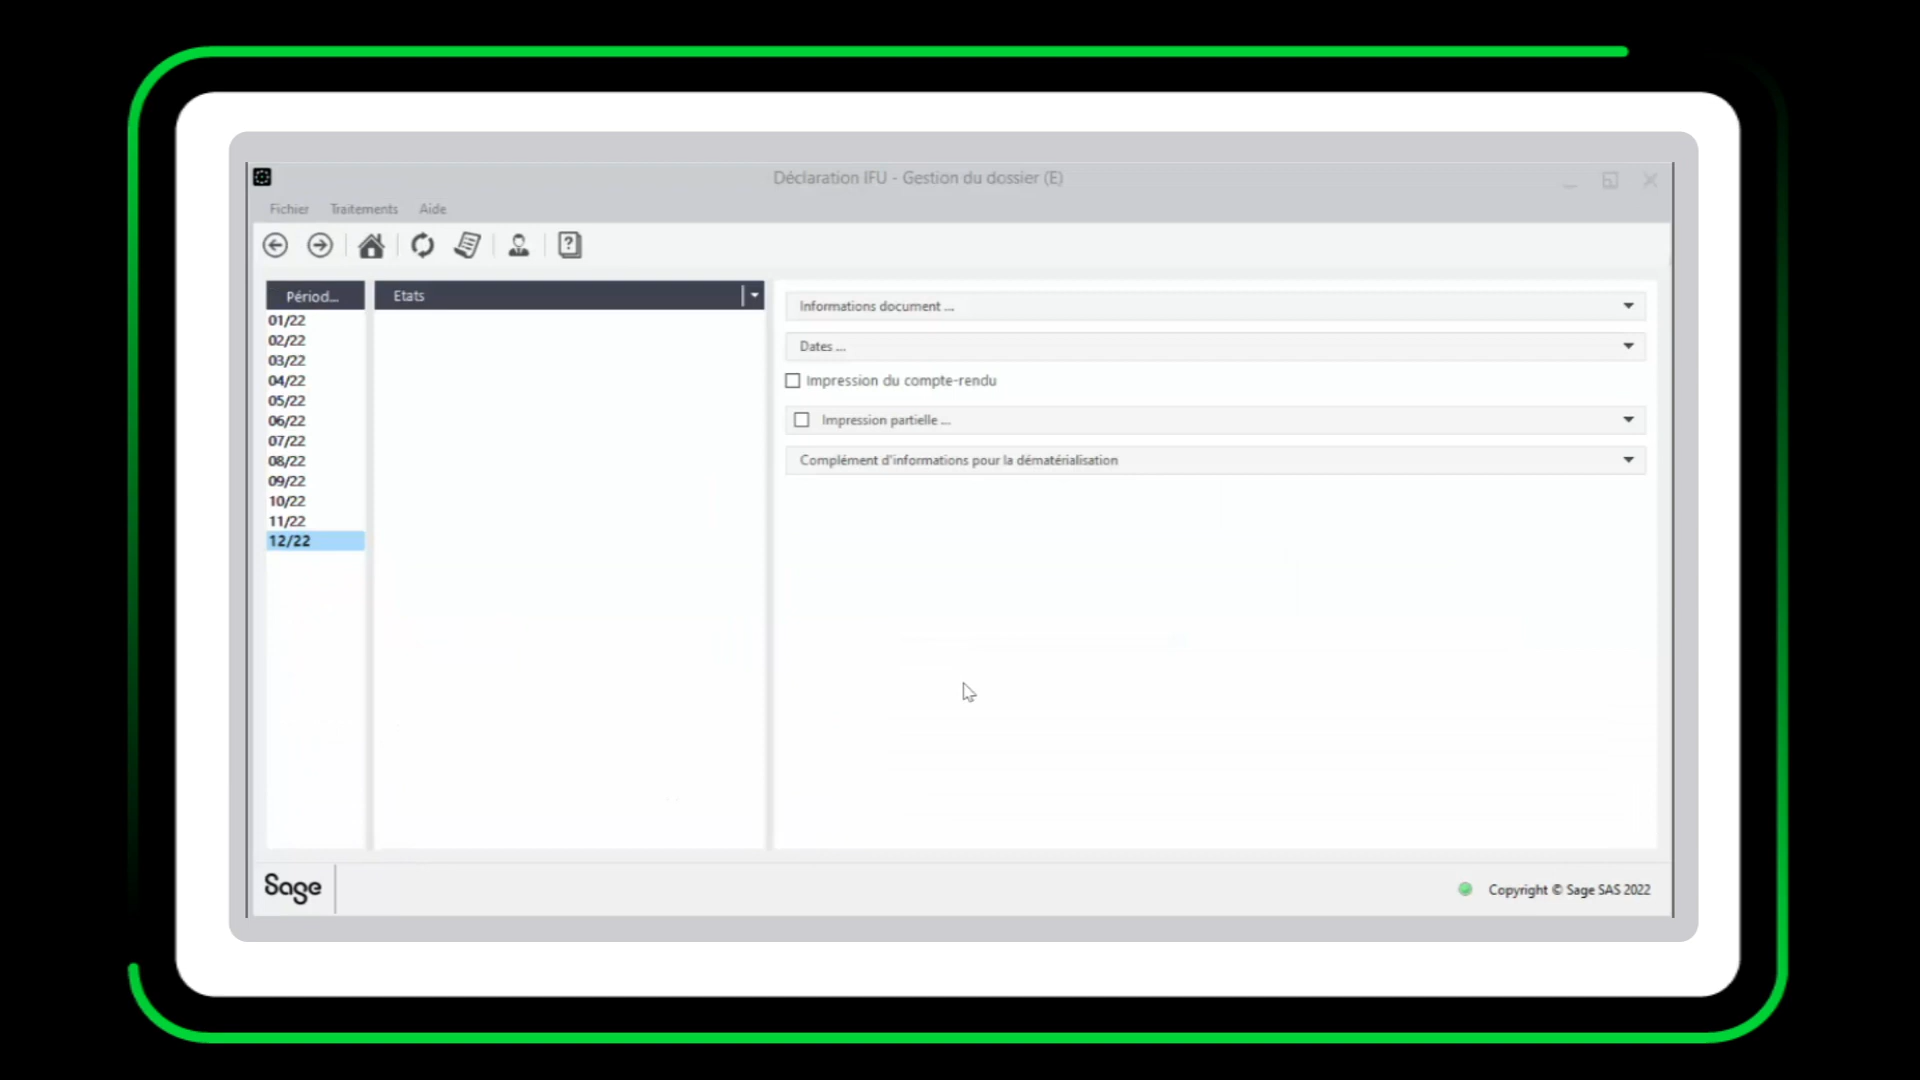 Déclaration IFU - Gestion du dossier (E)
Fichier Traitements Aide
Périod...
01/22
02/22
03/22
04/22
05/22
06/22
07/22
08/22
09/22
10/22
11/22
12/22
Etats
Informations document ...
Dates ...
Impression du compte-rendu
Impression partielle ...
Complément d'informations pour la dématérialisation
Sage
Copyright © Sage SAS 2022